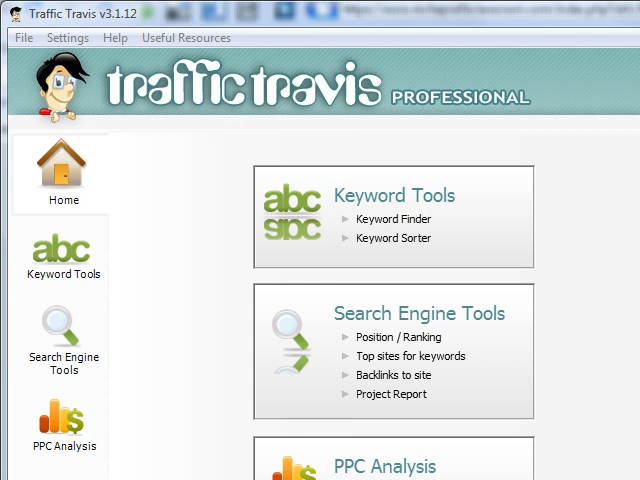 Traffic Travis v3.1.12
File Settings Help Useful Resources
traffic travis PROFESSIONAL
Home
abc
Keyword Tools
Search Engine
Tools
PPC Analysis
abc
Keyword Tools
Keyword Finder
Keyword Sorter
Search Engine Tools
Position / Ranking
Top sites for keywords
Backlinks to site
Project Report
PPC Analysis